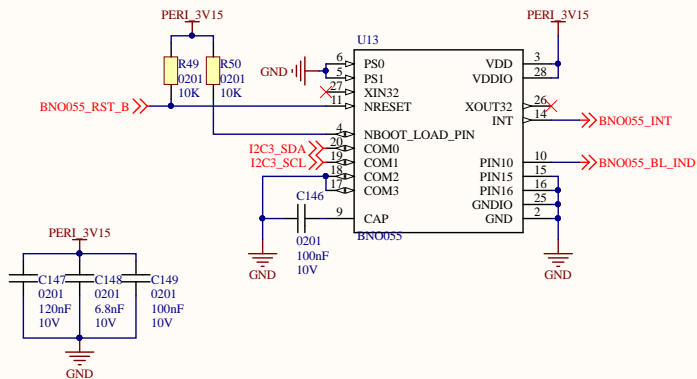 PERI_3V15
PERI_3V15
U13
R49
0201
10K
R50
0201
10K
GND
6 PS0
5 PS1
27 XIN32
11 NRESET
4 NBOOT_LOAD_PIN
20 COM0
19 COM1
18 COM2
17 COM3
9 CAP
VDD 3
VDDIO 28
XOUT32 26
INT 14
PIN10 10
PIN15 15
PIN16 16
GNDIO 25
GND 2
BNO055_RST_B
I2C3_SDA
I2C3_SCL
BNO055_INT
BNO055_BL_IND
C146
0201
100nF
10V
BNO055
GND
GND
PERI_3V15
C147
0201
120nF
10V
C148
0201
6.8nF
10V
C149
0201
100nF
10V
GND